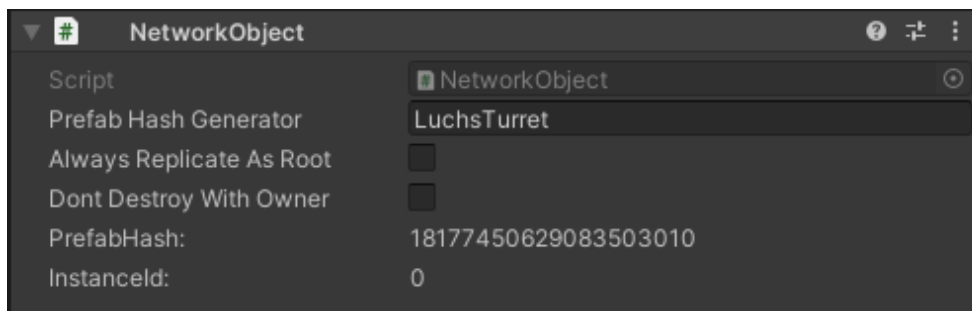 NetworkObject
Script NetworkObject
Prefab Hash Generator LuchsTurret
Always Replicate As Root
Dont Destroy With Owner
PrefabHash: 18177450629083503010
InstanceId: 0